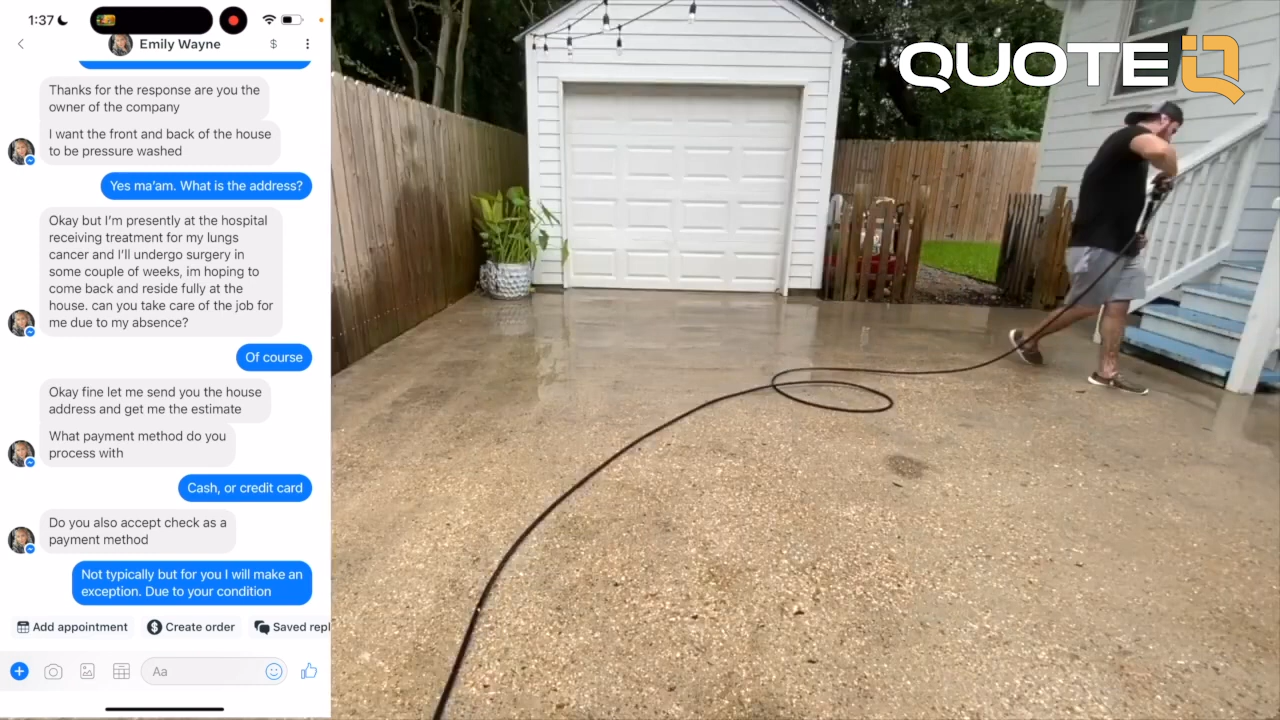 1:37
Emily Wayne
$
Thanks for the response are you the
owner of the company
I want the front and back of the house
to be pressure washed
Yes ma'am. What is the address?
Okay but I'm presently at the hospital
receiving treatment for my lungs
cancer and I'll undergo surgery in
some couple of weeks, im hoping to
come back and reside fully at the
house. can you take care of the job for
me due to my absence?
Of course
Okay fine let me send you the house
address and get me the estimate
What payment method do you
process with
Cash, or credit card
Do you also accept check as a
payment method
Not typically but for you I will make an
exception. Due to your condition
Add appointment
Create order
Saved repl
Aa
QUOTE IQ